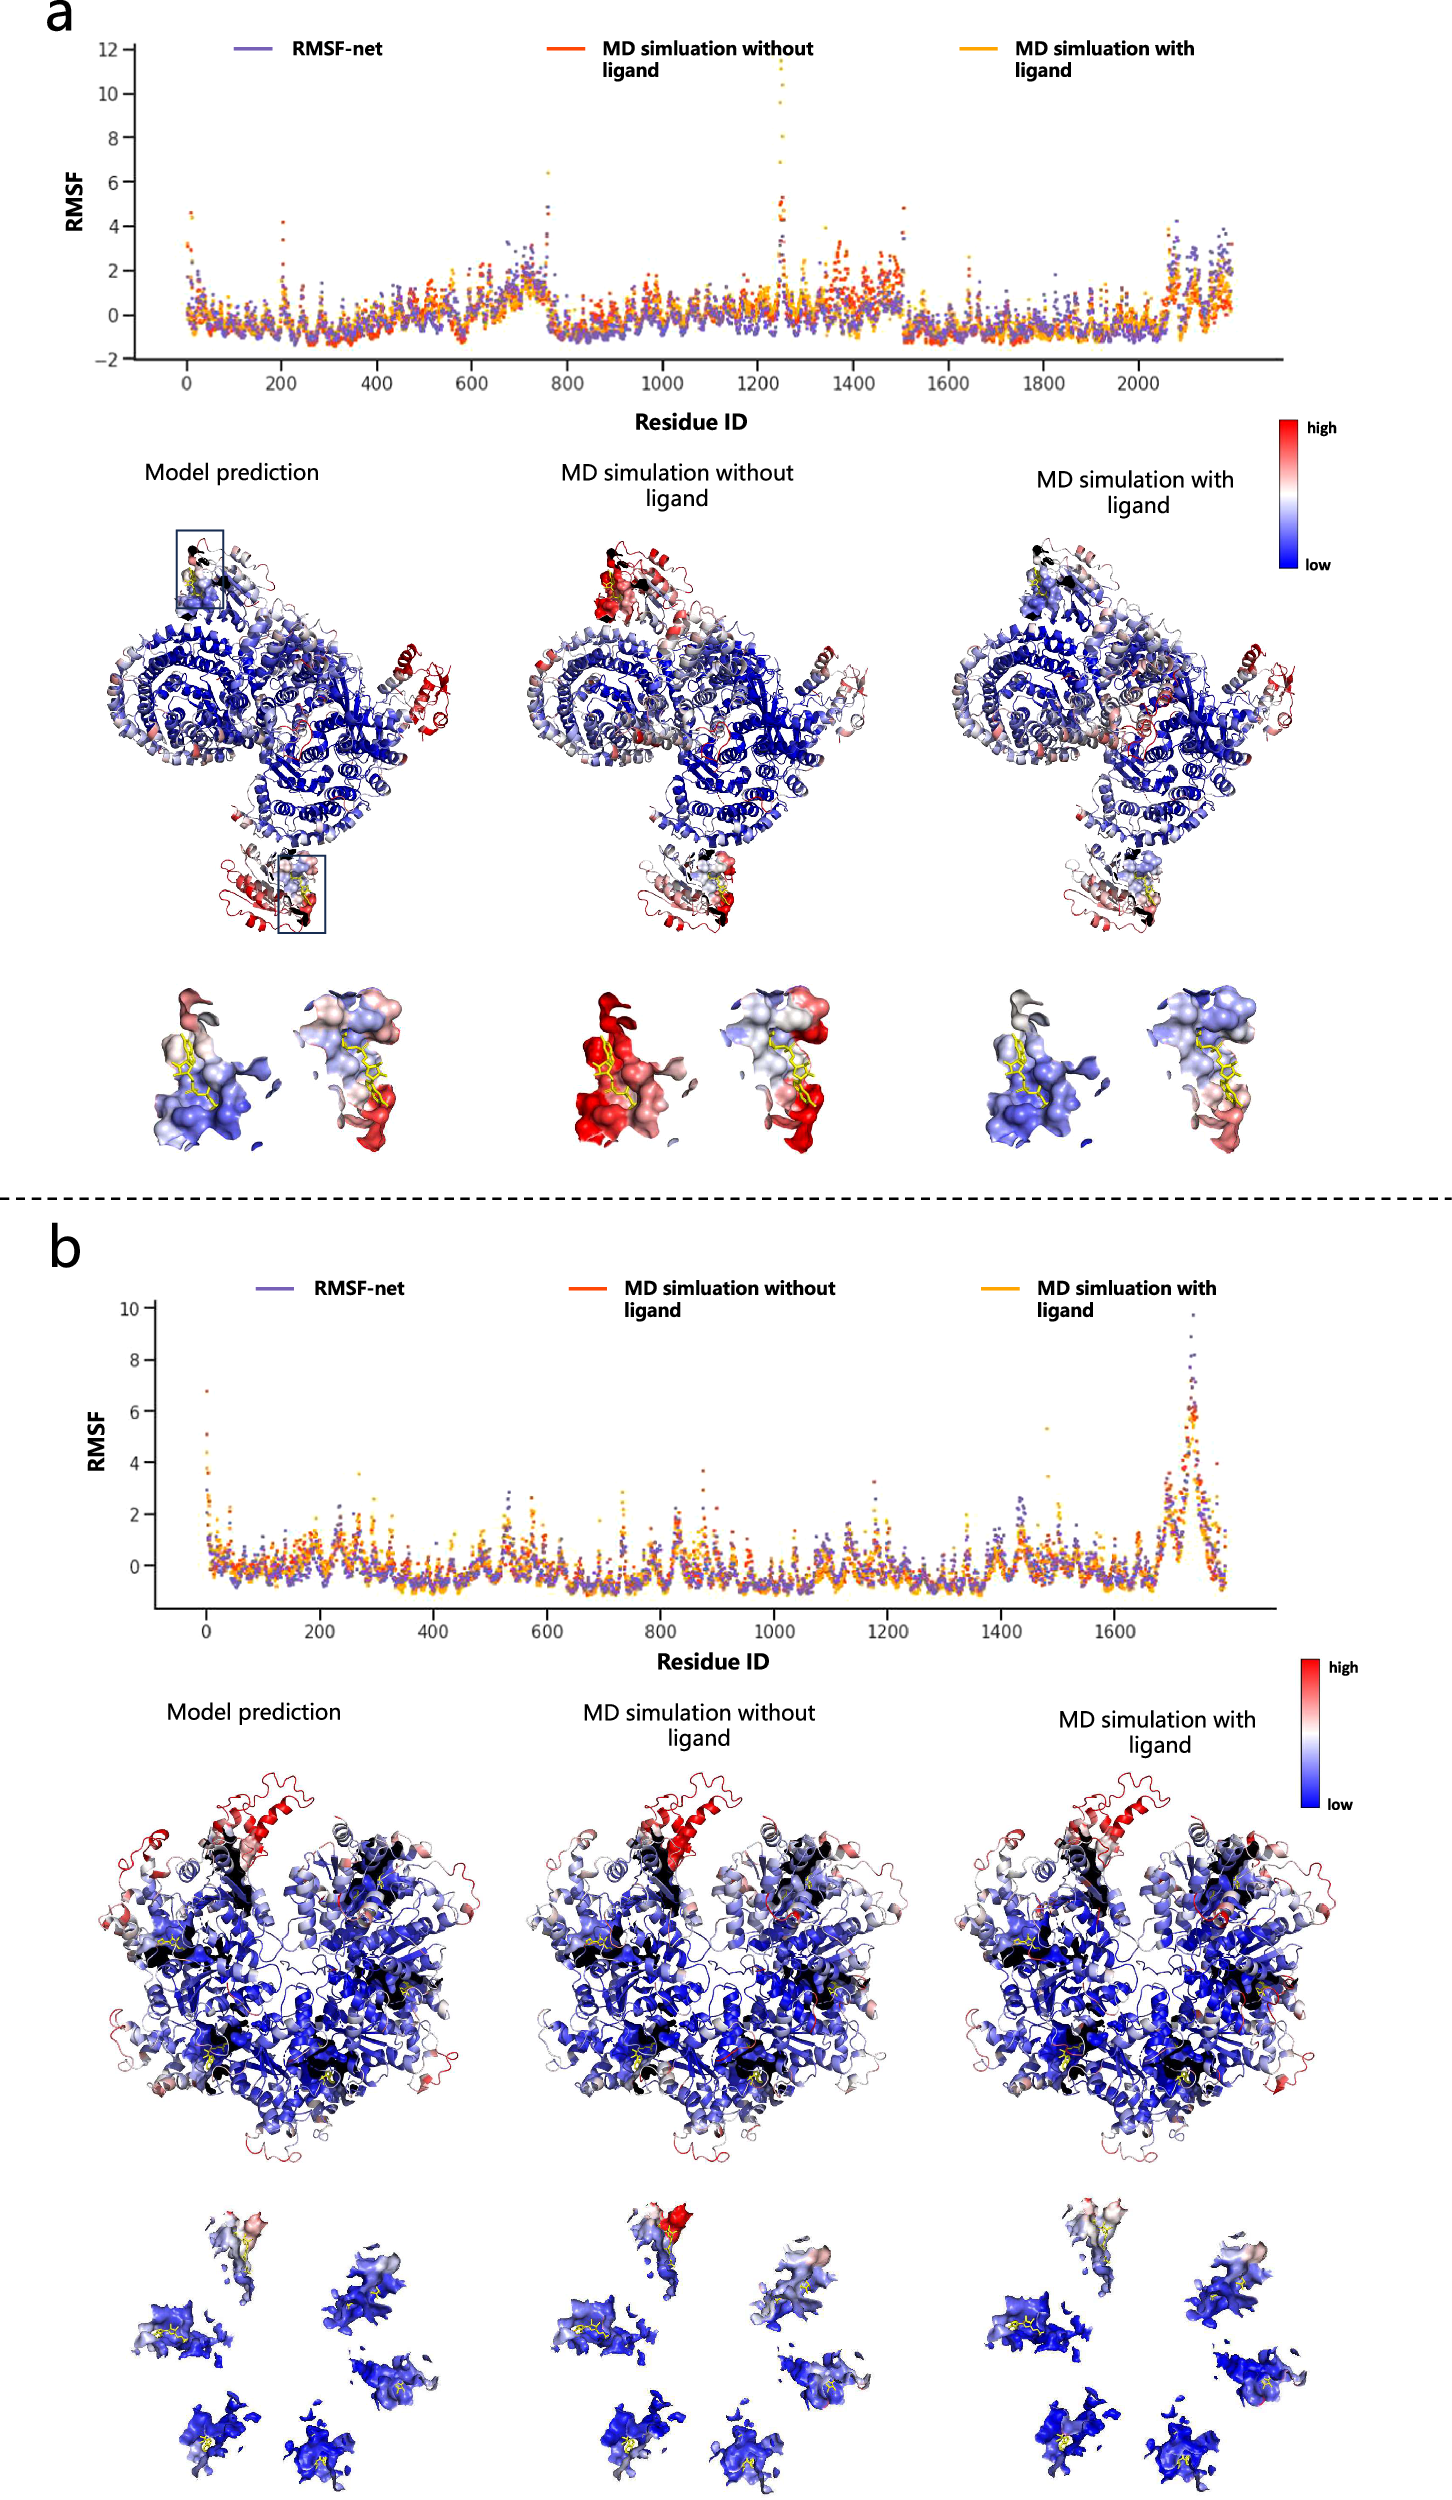 a
RMSF-net
MD simluation without
ligand
MD simluation with
ligand
12
10
8
6
4
2
0
−2
RMSF
0 200 400 600 800 1000 1200 1400 1600 1800 2000
Residue ID
high
low
Model prediction
MD simulation without
ligand
MD simulation with
ligand
b
RMSF-net
MD simluation without
ligand
MD simluation with
ligand
10
8
6
4
2
0
RMSF
0 200 400 600 800 1000 1200 1400 1600
Residue ID
high
low
Model prediction
MD simulation without
ligand
MD simulation with
ligand